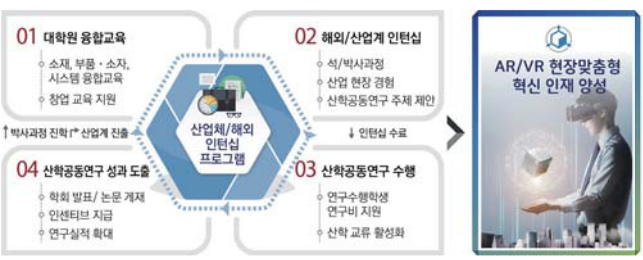 01 대학원 융합교육
소재, 부품·소자,
시스템 융합교육
창업 교육 지원
02 해외/산업계 인턴십
석/박사과정
산업 현장 경험
산학공동연구 주제 제안
산업체/해외
인턴십
프로그램
↑박사과정 진학 산업계 진출
↓ 인턴십 수료
04 산학공동연구 성과 도출
학회 발표/ 논문 게재
인센티브 지급
연구실적 확대
03 산학공동연구 수행
연구수행학생
연구비 지원
산학 교류 활성화
AR/VR 현장맞춤형
혁신 인재 양성